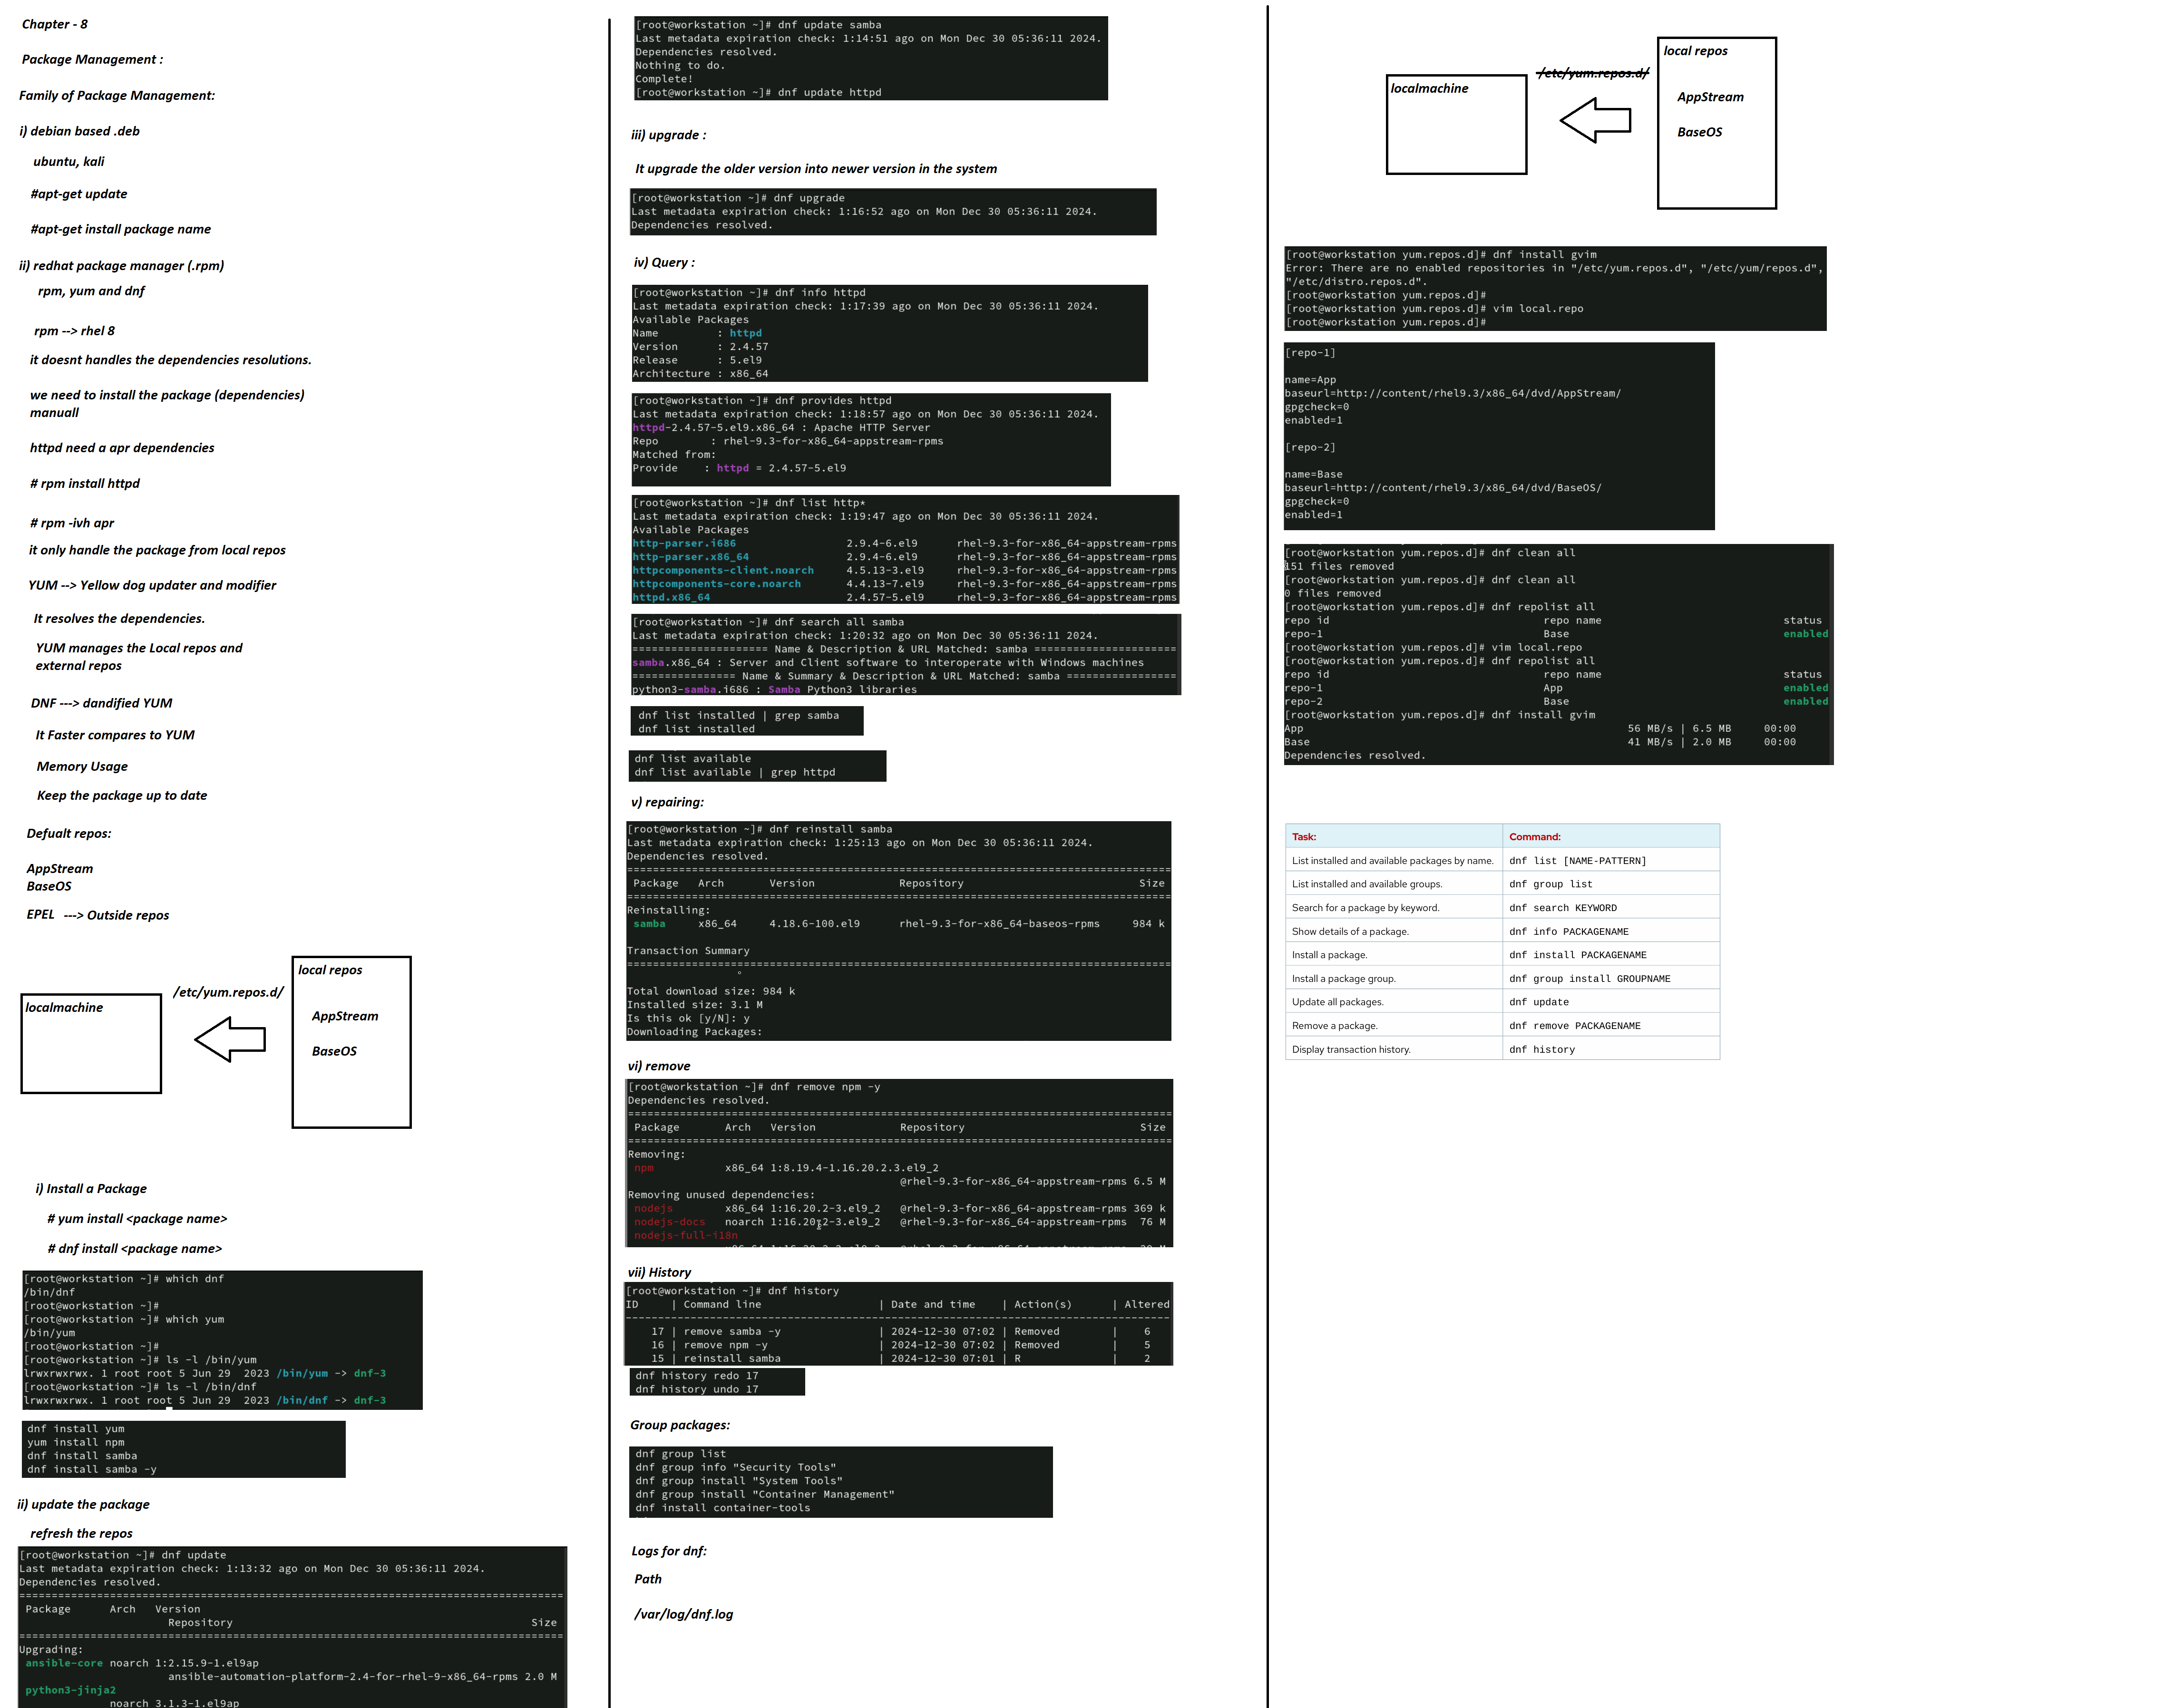 Chapter - 8
Package Management :
Family of Package Management:
i) debian based .deb
ubuntu, kali
#apt-get update
#apt-get install package name
ii) redhat package manager (.rpm)
rpm, yum and dnf
rpm --> rhel 8
it doesnt handles the dependencies resolutions.
we need to install the package (dependencies)
manuall
httpd need a apr dependencies
# rpm install httpd
# rpm -ivh apr
it only handle the package from local repos
YUM --> Yellow dog updater and modifier
It resolves the dependencies.
YUM manages the Local repos and
external repos
DNF ---> dandified YUM
It Faster compares to YUM
Memory Usage
Keep the package up to date
Defualt repos:
AppStream
BaseOS
EPEL ---> Outside repos
local repos
/etc/yum.repos.d/
localmachine
AppStream
BaseOS
i) Install a Package
# yum install <package name>
# dnf install <package name>
[root@workstation ~]# which dnf
/bin/dnf
[root@workstation ~]#
[root@workstation ~]# which yum
/bin/yum
[root@workstation ~]#
[root@workstation ~]# ls -l /bin/yum
lrwxrwxrwx. 1 root root 5 Jun 29 2023 /bin/yum -> dnf-3
[root@workstation ~]# ls -l /bin/dnf
lrwxrwxrwx. 1 root root 5 Jun 29 2023 /bin/dnf -> dnf-3
dnf install yum
yum install npm
dnf install samba
dnf install samba -y
ii) update the package
refresh the repos
[root@workstation ~]# dnf update
Last metadata expiration check: 1:13:32 ago on Mon Dec 30 05:36:11 2024.
Dependencies resolved.
================================================================================
Package Arch Version
Repository Size
================================================================================
Upgrading:
ansible-core noarch 1:2.15.9-1.el9ap
ansible-automation-platform-2.4-for-rhel-9-x86_64-rpms 2.0 M
python3-jinja2
noarch 3.1.3-1.el9ap
[root@workstation ~]# dnf update samba
Last metadata expiration check: 1:14:51 ago on Mon Dec 30 05:36:11 2024.
Dependencies resolved.
Nothing to do.
Complete!
[root@workstation ~]# dnf update httpd
iii) upgrade :
It upgrade the older version into newer version in the system
[root@workstation ~]# dnf upgrade
Last metadata expiration check: 1:16:52 ago on Mon Dec 30 05:36:11 2024.
Dependencies resolved.
iv) Query :
[root@workstation ~]# dnf info httpd
Last metadata expiration check: 1:17:39 ago on Mon Dec 30 05:36:11 2024.
Available Packages
Name : httpd
Version : 2.4.57
Release : 5.el9
Architecture : x86_64
[root@workstation ~]# dnf provides httpd
Last metadata expiration check: 1:18:57 ago on Mon Dec 30 05:36:11 2024.
httpd-2.4.57-5.el9.x86_64 : Apache HTTP Server
Repo : rhel-9.3-for-x86_64-appstream-rpms
Matched from:
Provide : httpd = 2.4.57-5.el9
[root@workstation ~]# dnf list http*
Last metadata expiration check: 1:19:47 ago on Mon Dec 30 05:36:11 2024.
Available Packages
http-parser.i686 2.9.4-6.el9 rhel-9.3-for-x86_64-appstream-rpms
http-parser.x86_64 2.9.4-6.el9 rhel-9.3-for-x86_64-appstream-rpms
httpcomponents-client.noarch 4.5.13-3.el9 rhel-9.3-for-x86_64-appstream-rpms
httpcomponents-core.noarch 4.4.13-7.el9 rhel-9.3-for-x86_64-appstream-rpms
httpd.x86_64 2.4.57-5.el9 rhel-9.3-for-x86_64-appstream-rpms
[root@workstation ~]# dnf search all samba
Last metadata expiration check: 1:20:32 ago on Mon Dec 30 05:36:11 2024.
===================== Name & Description & URL Matched: samba ======================
samba.x86_64 : Server and Client software to interoperate with Windows machines
================ Name & Summary & Description & URL Matched: samba =================
python3-samba.i686 : Samba Python3 libraries
dnf list installed | grep samba
dnf list installed
dnf list available
dnf list available | grep httpd
v) repairing:
[root@workstation ~]# dnf reinstall samba
Last metadata expiration check: 1:25:13 ago on Mon Dec 30 05:36:11 2024.
Dependencies resolved.
================================================================================
Package Arch Version Repository Size
================================================================================
Reinstalling:
samba x86_64 4.18.6-100.el9 rhel-9.3-for-x86_64-baseos-rpms 984 k
Transaction Summary
================================================================================
Total download size: 984 k
Installed size: 3.1 M
Is this ok [y/N]: y
Downloading Packages:
vi) remove
[root@workstation ~]# dnf remove npm -y
Dependencies resolved.
================================================================================
Package Arch Version Repository Size
================================================================================
Removing:
npm x86_64 1:8.19.4-1.16.20.2.3.el9_2
@rhel-9.3-for-x86_64-appstream-rpms 6.5 M
Removing unused dependencies:
nodejs x86_64 1:16.20.2-3.el9_2 @rhel-9.3-for-x86_64-appstream-rpms 369 k
nodejs-docs noarch 1:16.20.2-3.el9_2 @rhel-9.3-for-x86_64-appstream-rpms 76 M
nodejs-full-i18n
vii) History
[root@workstation ~]# dnf history
ID | Command line | Date and time | Action(s) | Altered
--------------------------------------------------------------------------------
17 | remove samba -y | 2024-12-30 07:02 | Removed | 6
16 | remove npm -y | 2024-12-30 07:02 | Removed | 5
15 | reinstall samba | 2024-12-30 07:01 | R | 2
dnf history redo 17
dnf history undo 17
Group packages:
dnf group list
dnf group info "Security Tools"
dnf group install "System Tools"
dnf group install "Container Management"
dnf install container-tools
Logs for dnf:
Path
/var/log/dnf.log
local repos
/etc/yum.repos.d/
localmachine
AppStream
BaseOS
[root@workstation yum.repos.d]# dnf install gvim
Error: There are no enabled repositories in "/etc/yum.repos.d", "/etc/yum/repos.d",
"/etc/distro.repos.d".
[root@workstation yum.repos.d]#
[root@workstation yum.repos.d]# vim local.repo
[root@workstation yum.repos.d]#
[repo-1]
name=App
baseurl=http://content/rhel9.3/x86_64/dvd/AppStream/
gpgcheck=0
enabled=1
[repo-2]
name=Base
baseurl=http://content/rhel9.3/x86_64/dvd/BaseOS/
gpgcheck=0
enabled=1
[root@workstation yum.repos.d]# dnf clean all
151 files removed
[root@workstation yum.repos.d]# dnf clean all
0 files removed
[root@workstation yum.repos.d]# dnf repolist all
repo id repo name status
repo-1 Base enabled
[root@workstation yum.repos.d]# vim local.repo
[root@workstation yum.repos.d]# dnf repolist all
repo id repo name status
repo-1 App enabled
repo-2 Base enabled
[root@workstation yum.repos.d]# dnf install gvim
App 56 MB/s | 6.5 MB 00:00
Base 41 MB/s | 2.0 MB 00:00
Dependencies resolved.
Task: Command:
List installed and available packages by name. dnf list [NAME-PATTERN]
List installed and available groups. dnf group list
Search for a package by keyword. dnf search KEYWORD
Show details of a package. dnf info PACKAGENAME
Install a package. dnf install PACKAGENAME
Install a package group. dnf group install GROUPNAME
Update all packages. dnf update
Remove a package. dnf remove PACKAGENAME
Display transaction history. dnf history